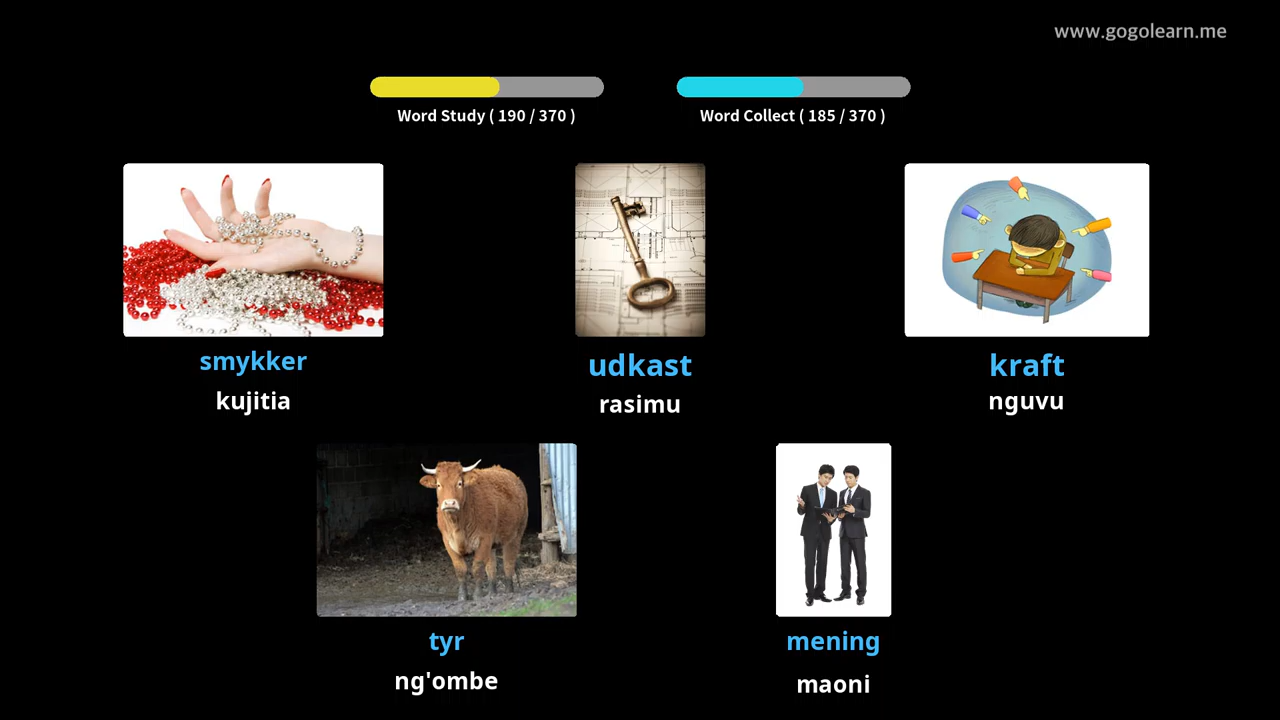 www.gogolearn.me
Word Study ( 190 / 370 )
Word Collect ( 185 / 370 )
smykker
kujitia
udkast
rasimu
kraft
nguvu
tyr
ng'ombe
mening
maoni